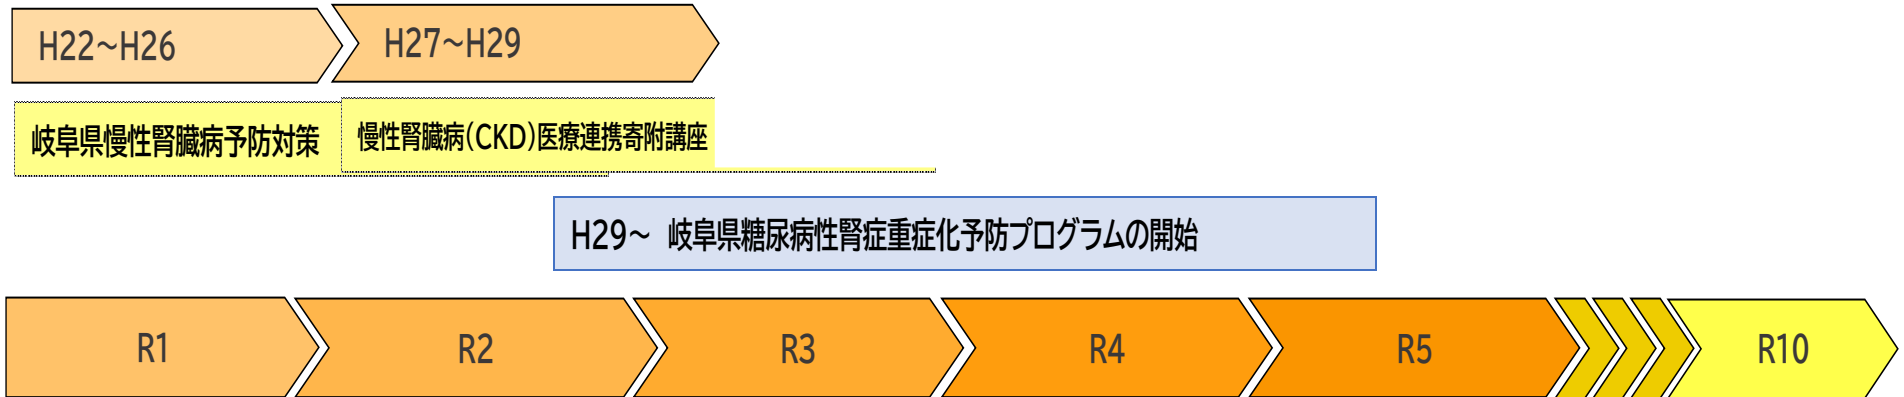 H22～H26
H27～H29
岐阜県慢性腎臓病予防対策
慢性腎臓病(CKD)医療連携寄附講座
H29～ 岐阜県糖尿病性腎症重症化予防プログラムの開始
R1
R2
R3
R4
R5
R10